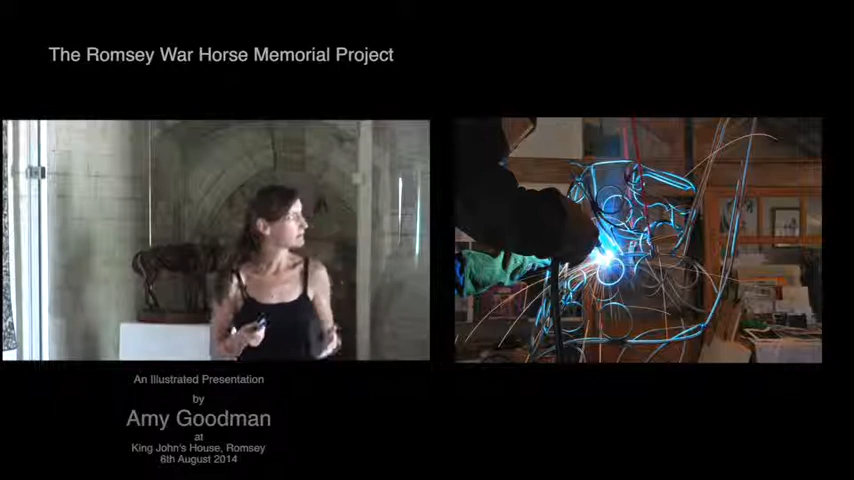 The Romsey War Horse Memorial Project
An Illustrated Presentation
by
Amy Goodman
at
King John's House, Romsey
6th August 2014